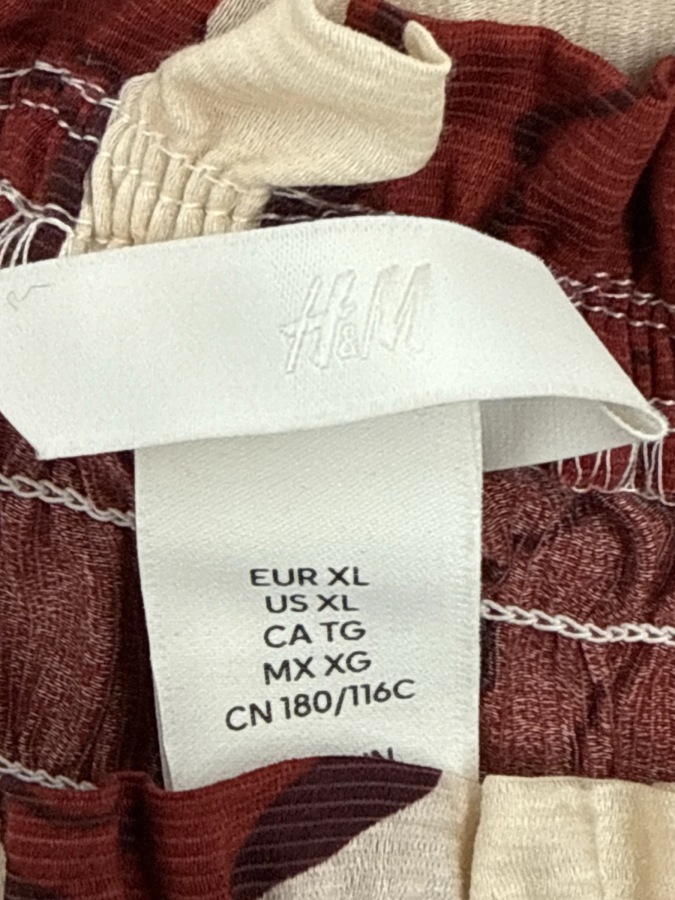 H&M
EUR XL
US XL
CA TG
MX XG
CN 180/116C